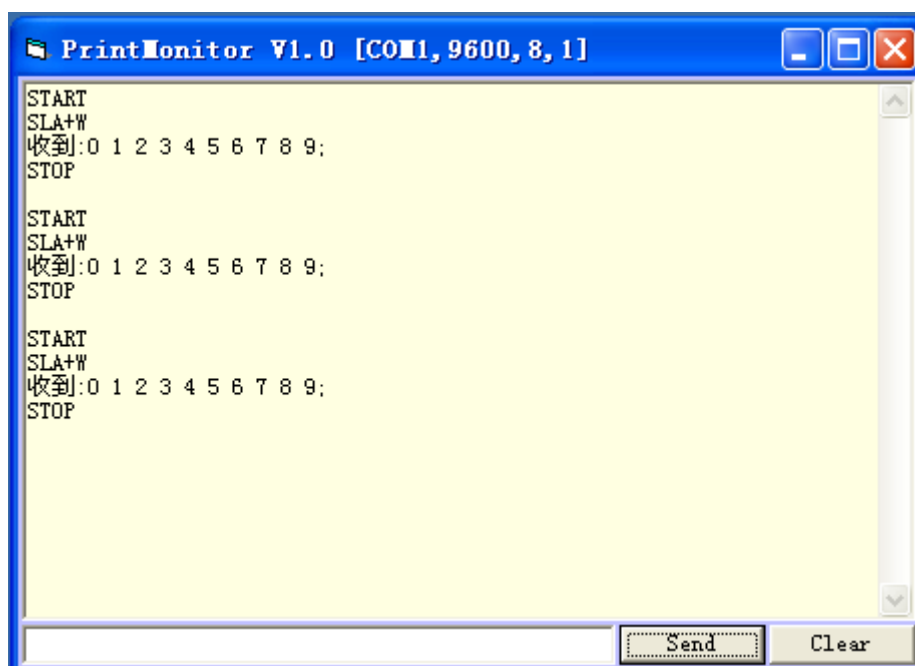 PrintMonitor V1.0 [COM1, 9600, 8, 1]
START
SLA+W
收到:0 1 2 3 4 5 6 7 8 9;
STOP
START
SLA+W
收到:0 1 2 3 4 5 6 7 8 9;
STOP
START
SLA+W
收到:0 1 2 3 4 5 6 7 8 9;
STOP
Send Clear